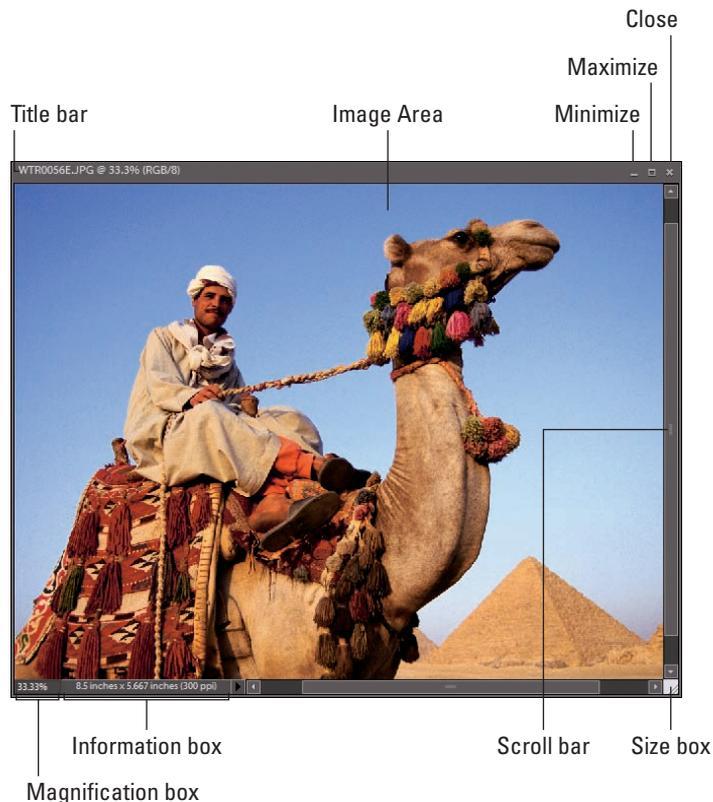 Close
Maximize
Title bar
Image Area
Minimize
WTR0056E.JPG @ 33.3% (RGB/8)
33.33%
8.5 inches x 5.667 inches (300 ppi)
Information box
Scroll bar
Size box
Magnification box